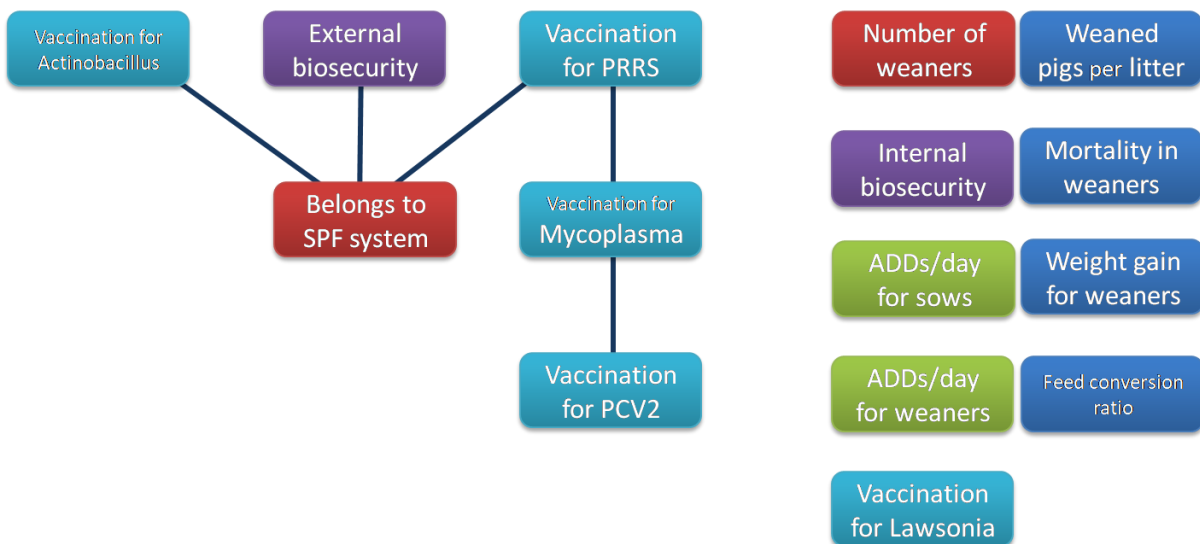 Vaccination for
Actinobacillus
External
biosecurity
Vaccination
for PRRS
Number of
weaners
Weaned
pigs per litter
Belongs to
SPF system
Vaccination for
Mycoplasma
Internal
biosecurity
Mortality in
weaners
ADDs/day
for sows
Weight gain
for weaners
Vaccination
for PCV2
ADDs/day
for weaners
Feed conversion
ratio
Vaccination
for Lawsonia